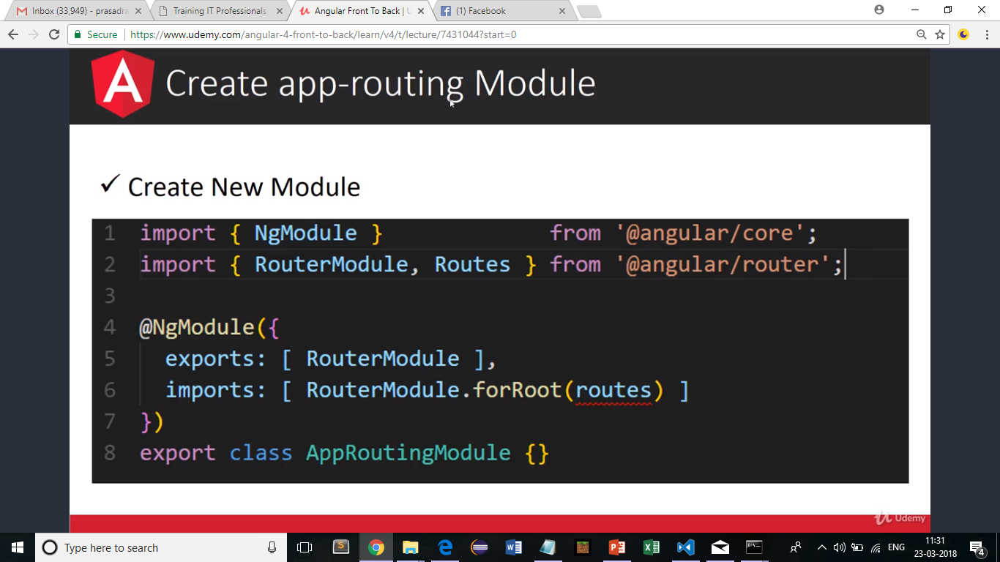 Inbox (33,949) - prasadra
Training IT Professionals
Angular Front To Back | U
(1) Facebook
Secure
https://www.udemy.com/angular-4-front-to-back/learn/v4/t/lecture/7431044?start=0
Create app-routing Module
✓ Create New Module
1 import { NgModule }             from '@angular/core';
2 import { RouterModule, Routes } from '@angular/router';
3
4 @NgModule({
5   exports: [ RouterModule ],
6   imports: [ RouterModule.forRoot(routes) ]
7 })
8 export class AppRoutingModule {}
Udemy
Type here to search
ENG
11:31
23-03-2018
4